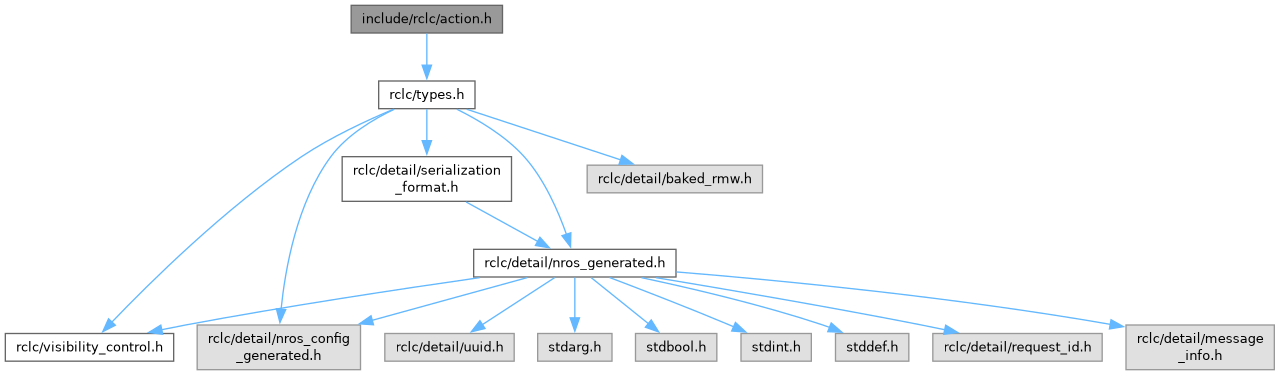 include/rclc/action.h
rclc/types.h
rclc/detail/serialization
_format.h
rclc/detail/baked_rmw.h
rclc/detail/nros_generated.h
rclc/visibility_control.h
rclc/detail/nros_config
_generated.h
rclc/detail/uuid.h
stdarg.h
stdbool.h
stdint.h
stddef.h
rclc/detail/request_id.h
rclc/detail/message
_info.h